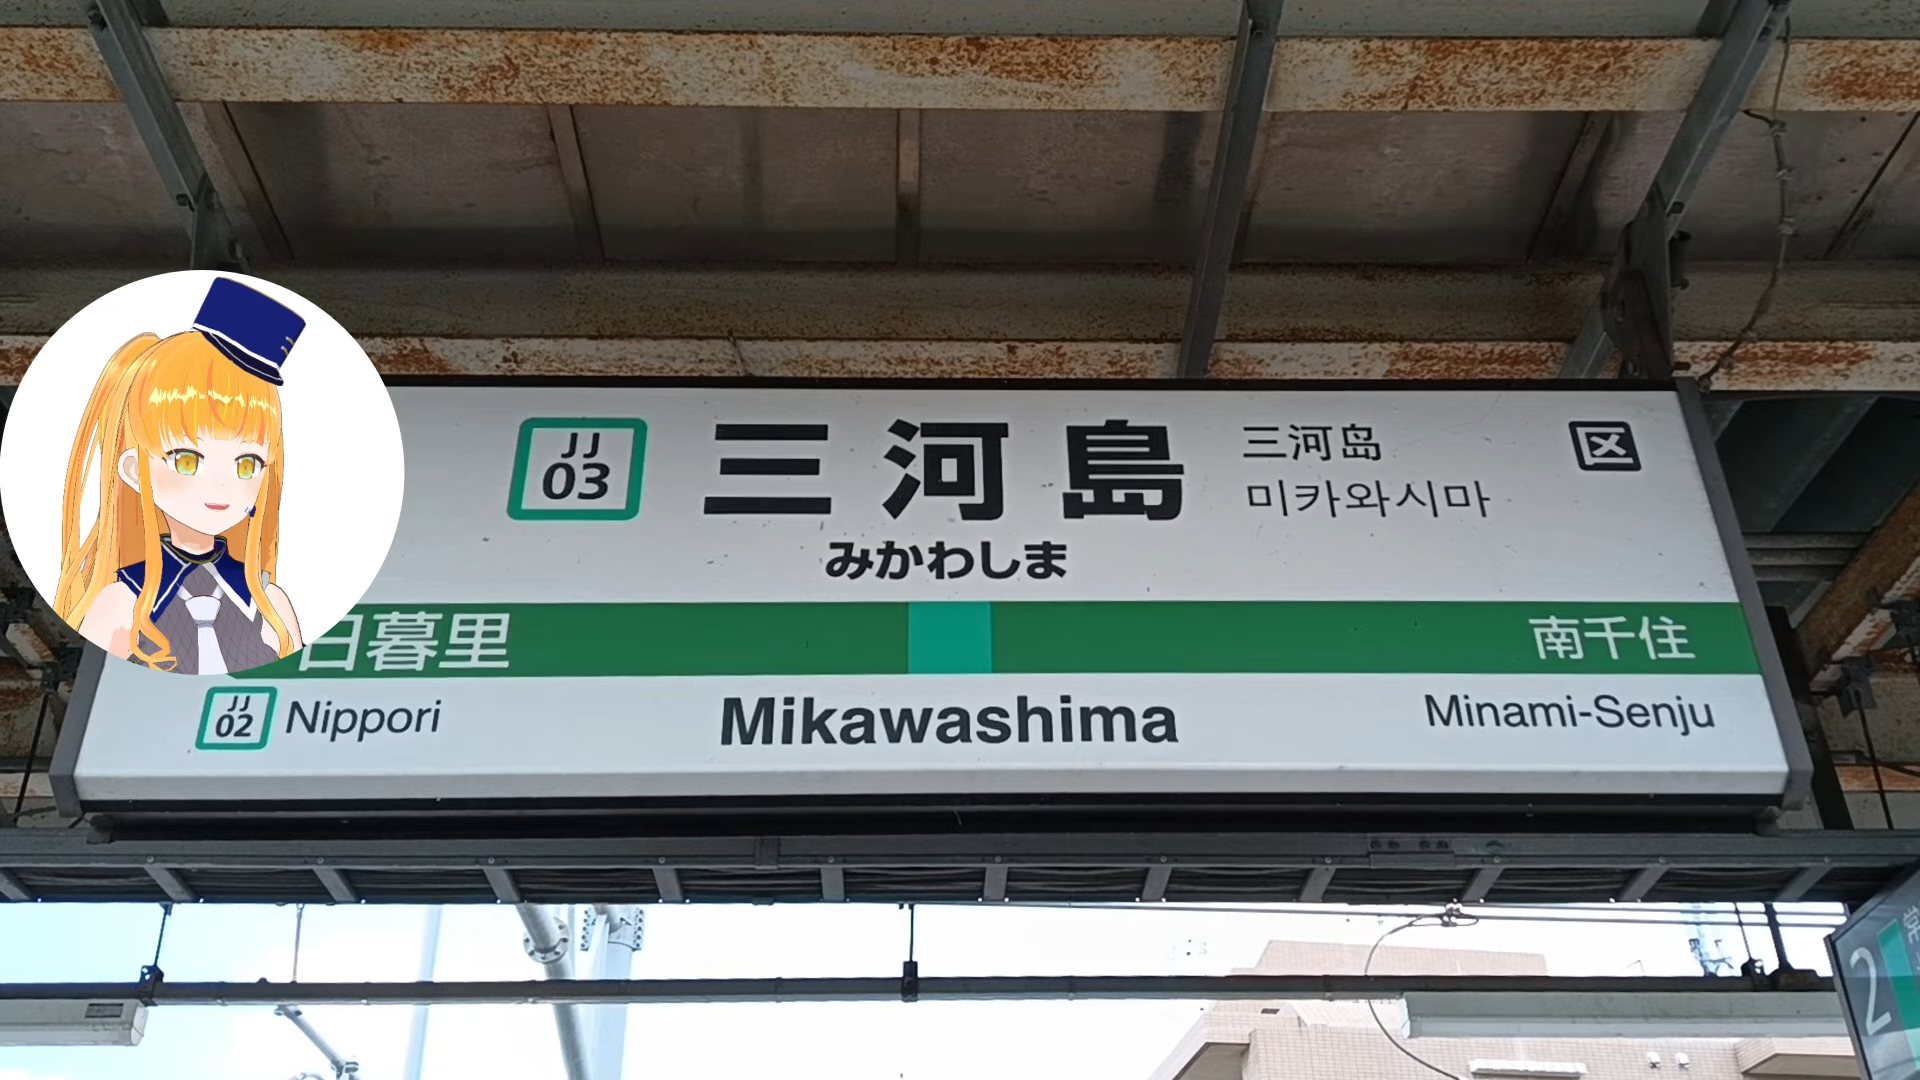 JJ
03
三河島
三河岛
미카와시마
区
みかわしま
日暮里
南千住
JJ
02
Nippori
Mikawashima
Minami-Senju
2